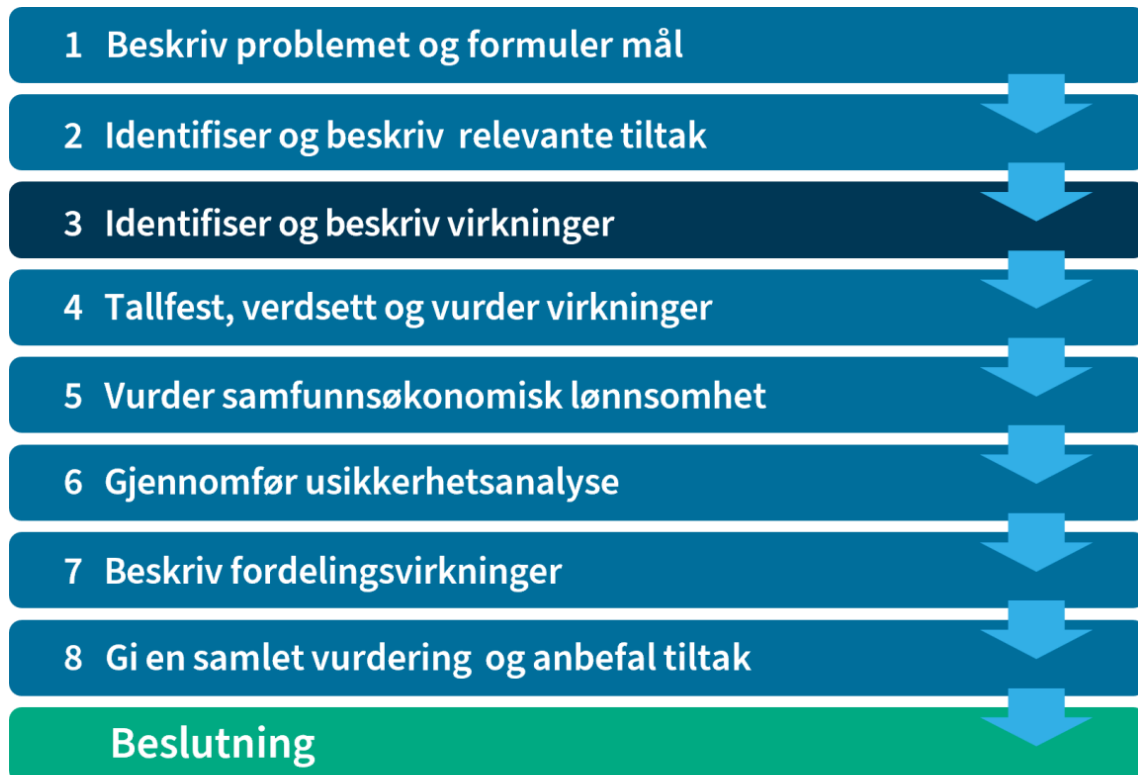 1 Beskriv problemet og formuler mål
2 Identifiser og beskriv relevante tiltak
3 Identifiser og beskriv virkninger
4 Tallfest, verdsett og vurder virkninger
5 Vurder samfunnsøkonomisk lønnsomhet
6 Gjennomfør usikkerhetsanalyse
7 Beskriv fordelingsvirkninger
8 Gi en samlet vurdering og anbefal tiltak
Beslutning